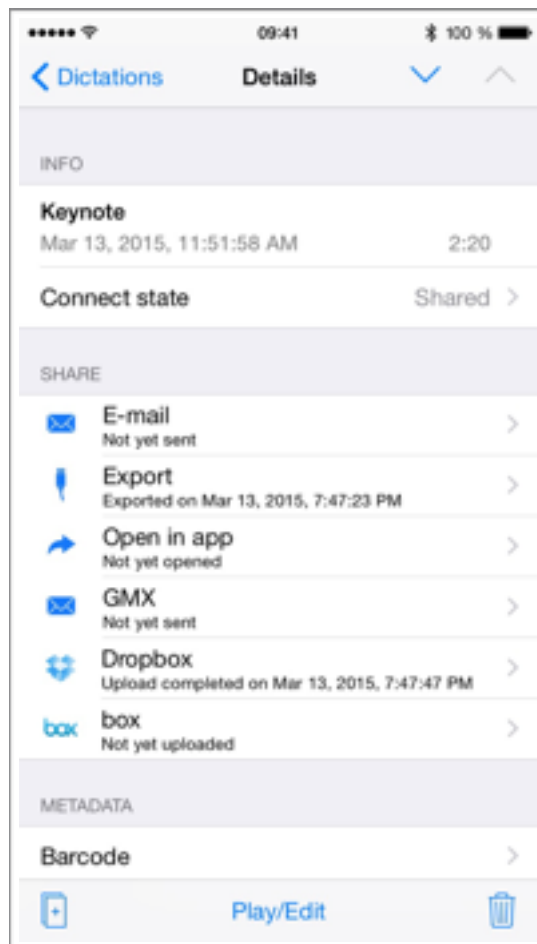 09:41 100 %
Dictations Details
INFO
Keynote
Mar 13, 2015, 11:51:58 AM 2:20
Connect state Shared
SHARE
E-mail
Not yet sent
Export
Exported on Mar 13, 2015, 7:47:23 PM
Open in app
Not yet opened
GMX
Not yet sent
Dropbox
Upload completed on Mar 13, 2015, 7:47:47 PM
box box
Not yet uploaded
METADATA
Barcode
Play/Edit